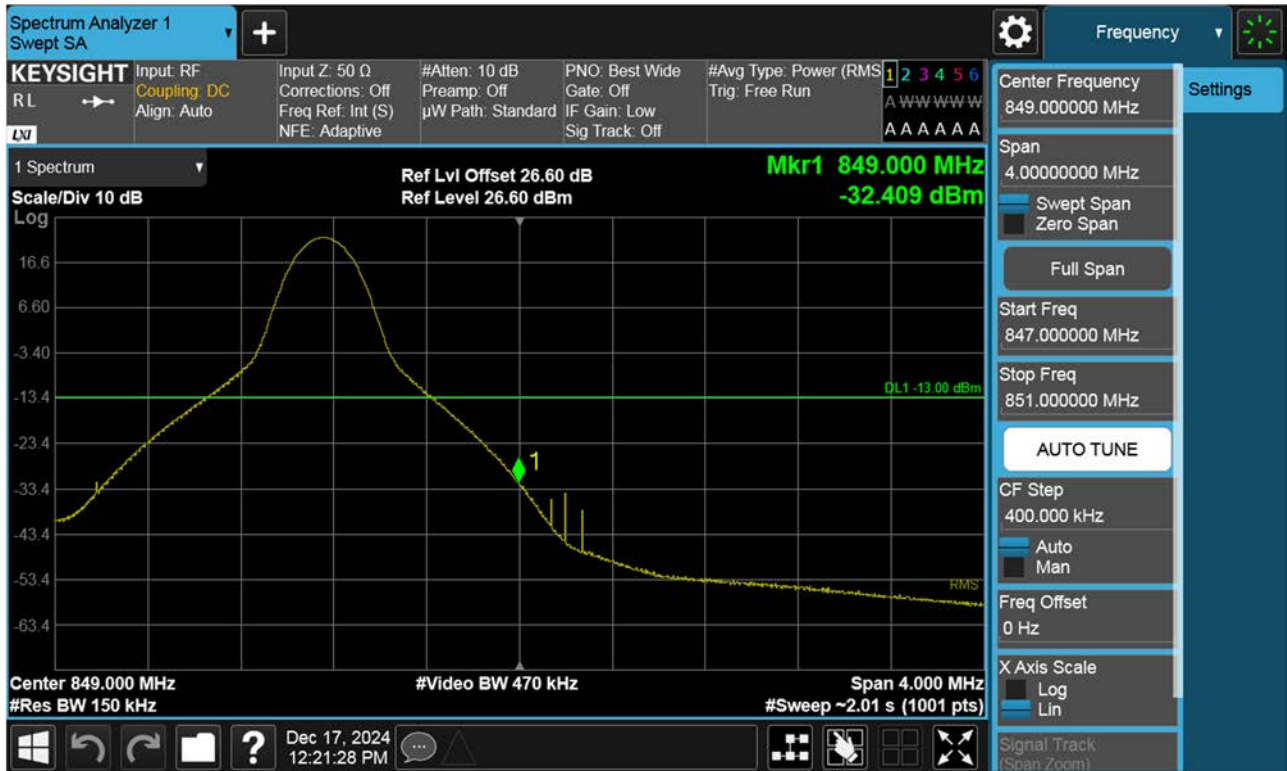 Spectrum Analyzer 1
Swept SA
Frequency
KEYSIGHT
R L
LXI
Input: RF
Coupling: DC
Align: Auto
Input Z: 50 Ω
Corrections: Off
Freq Ref: Int (S)
NFE: Adaptive
#Atten: 10 dB
Preamp: Off
µW Path: Standard
PNO: Best Wide
Gate: Off
IF Gain: Low
Sig Track: Off
#Avg Type: Power (RMS
Trig: Free Run
1 2 3 4 5 6
A W W W W W
A A A A A A
1 Spectrum
Scale/Div 10 dB
Log
Ref Lvl Offset 26.60 dB
Ref Level 26.60 dBm
Mkr1 849.000 MHz
-32.409 dBm
16.6
6.60
-3.40
-13.4
-23.4
-33.4
-43.4
-53.4
-63.4
DL1 -13.00 dBm
1
RMS
Center 849.000 MHz
#Res BW 150 kHz
#Video BW 470 kHz
Span 4.000 MHz
#Sweep ~2.01 s (1001 pts)
Center Frequency
849.000000 MHz
Settings
Span
4.00000000 MHz
Swept Span
Zero Span
Full Span
Start Freq
847.000000 MHz
Stop Freq
851.000000 MHz
AUTO TUNE
CF Step
400.000 kHz
Auto
Man
Freq Offset
0 Hz
X Axis Scale
Log
Lin
Signal Track
(Span Zoom)
?
Dec 17, 2024
12:21:28 PM